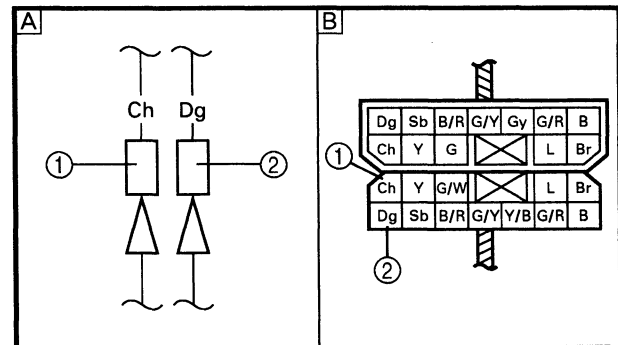 A
Ch Dg
① ②
B
Dg Sb B/R G/Y Gy G/R B
Ch Y G L Br
①
Ch Y G/W L Br
Dg Sb B/R G/Y Y/B G/R B
②